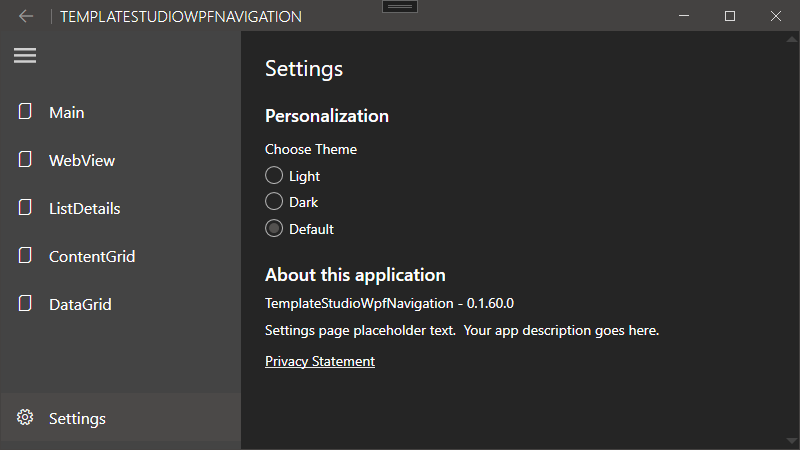 TEMPLATESTUDIOWPFNAVIGATION
Main
WebView
ListDetails
ContentGrid
DataGrid
Settings
Settings
Personalization
Choose Theme
Light
Dark
Default
About this application
TemplateStudioWpfNavigation - 0.1.60.0
Settings page placeholder text.  Your app description goes here.
Privacy Statement